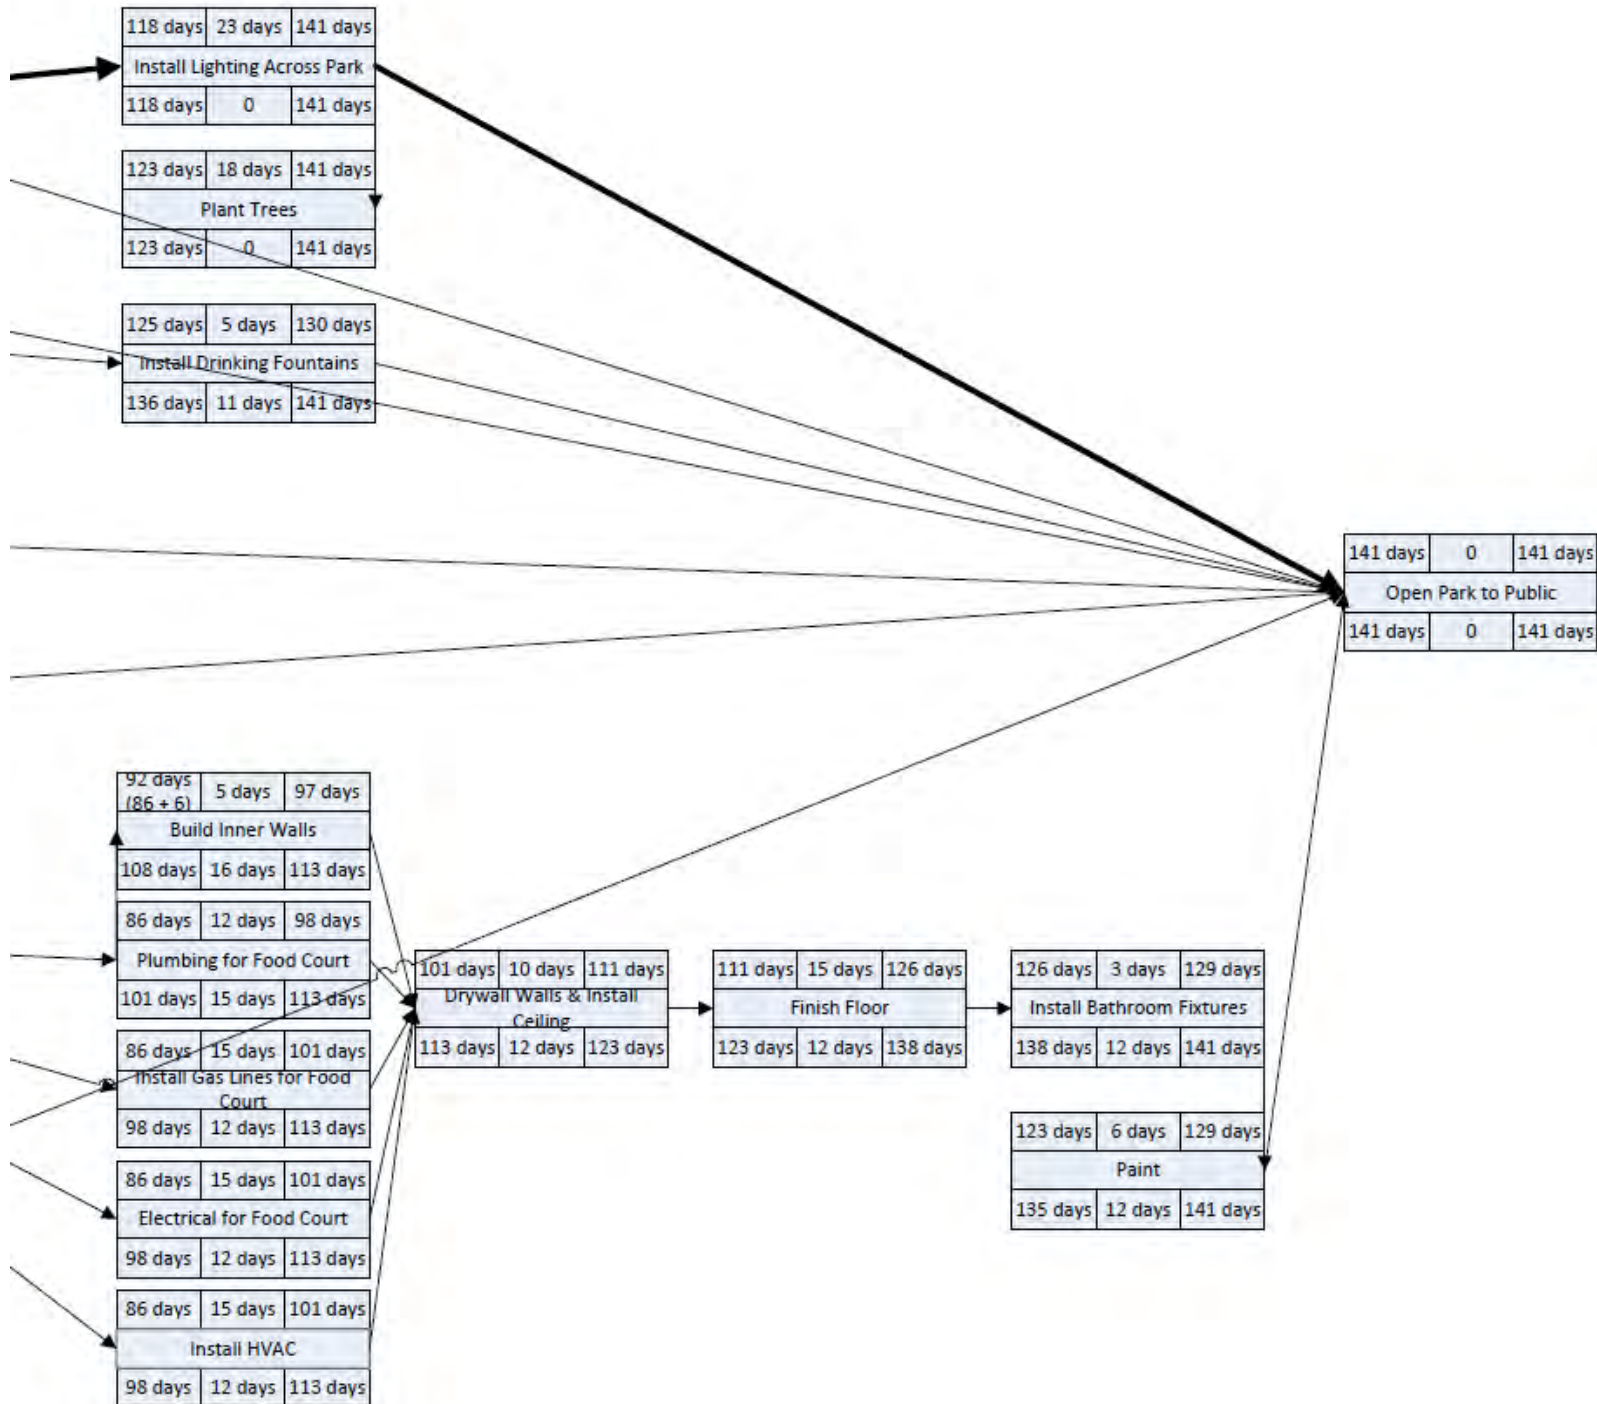 118 days 23 days 141 days
Install Lighting Across Park
118 days 0 141 days
123 days 18 days 141 days
Plant Trees
123 days 0 141 days
125 days 5 days 130 days
Install Drinking Fountains
136 days 11 days 141 days
141 days 0 141 days
Open Park to Public
141 days 0 141 days
92 days
(86 + 6)
5 days 97 days
Build Inner Walls
108 days 16 days 113 days
86 days 12 days 98 days
Plumbing for Food Court
101 days 15 days 113 days
86 days 15 days 101 days
Install Gas Lines for Food
Court
98 days 12 days 113 days
86 days 15 days 101 days
Electrical for Food Court
98 days 12 days 113 days
86 days 15 days 101 days
Install HVAC
98 days 12 days 113 days
101 days 10 days 111 days
Drywall Walls & Install
Ceiling
113 days 12 days 123 days
111 days 15 days 126 days
Finish Floor
123 days 12 days 138 days
126 days 3 days 129 days
Install Bathroom Fixtures
138 days 12 days 141 days
123 days 6 days 129 days
Paint
135 days 12 days 141 days